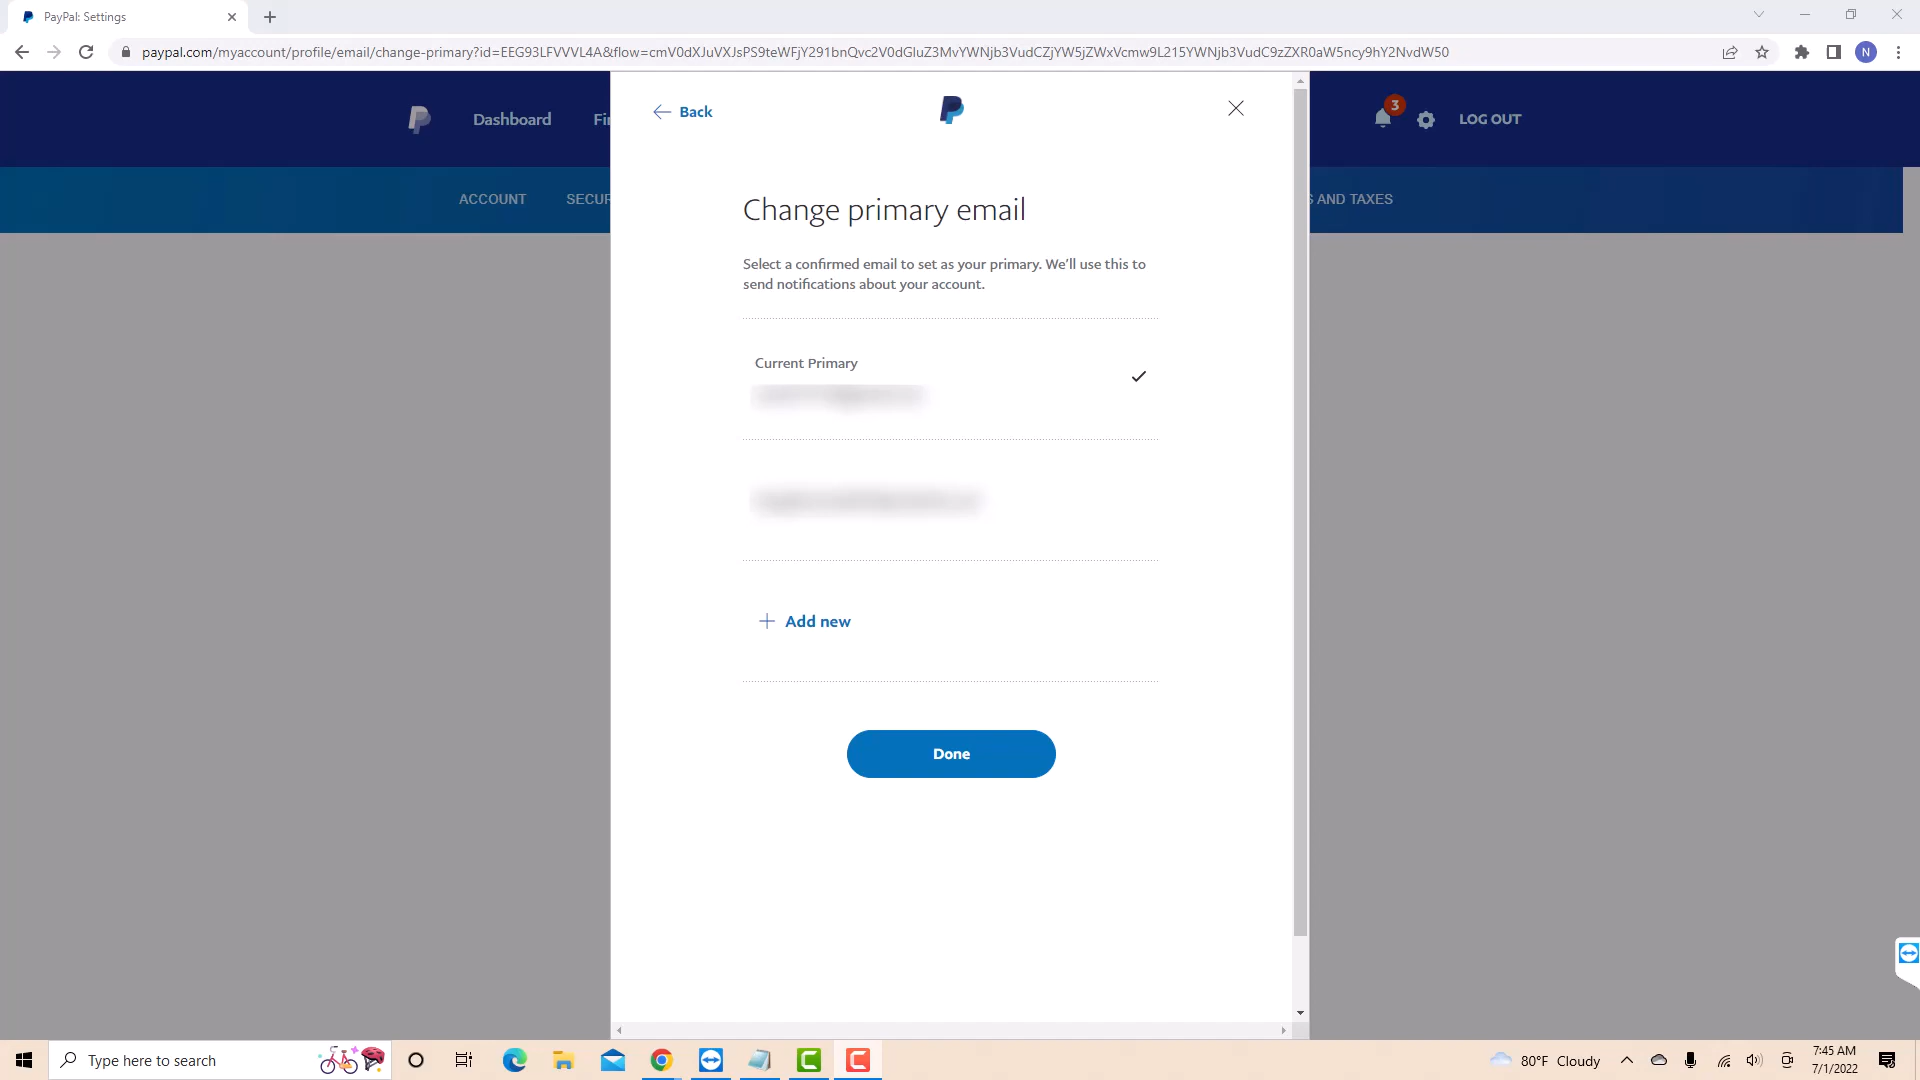 PayPal: Settings
paypal.com/myaccount/profile/email/change-primary?id=EEG93LFVVVL4A&flow=cmV0dXJuVXJsPS9teWFjY291bnQvc2V0dGluZ3MvYWNjb3VudCZjYW5jZWxVcmw9L215YWNjb3VudC9zZXR0aW5ncy9hY2NvdW50
N
Dashboard
Fi
Back
3
LOG OUT
ACCOUNT
SECUR
S AND TAXES
Change primary email
Select a confirmed email to set as your primary. We'll use this to
send notifications about your account.
Current Primary
Add new
Done
Type here to search
80°F Cloudy
7:45 AM
7/1/2022